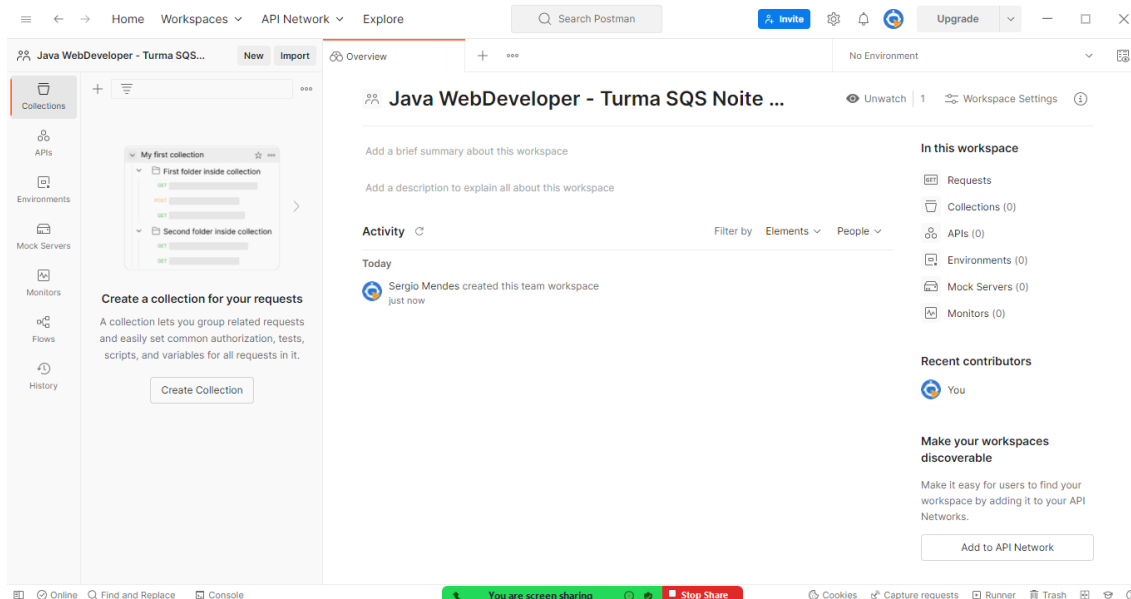 Home Workspaces API Network Explore Search Postman Invite Upgrade
Java WebDeveloper - Turma SQS... New Import Overview No Environment
Collections
APIs
Environments
Mock Servers
Monitors
Flows
History
My first collection
First folder inside collection
GET
POST
GET
Second folder inside collection
GET
GET
Create a collection for your requests
A collection lets you group related requests
and easily set common authorization, tests,
scripts, and variables for all requests in it.
Create Collection
Java WebDeveloper - Turma SQS Noite ...
Unwatch 1 Workspace Settings
Add a brief summary about this workspace
Add a description to explain all about this workspace
Activity Filter by Elements People
Today
Sergio Mendes created this team workspace
just now
In this workspace
GET Requests
Collections (0)
APIs (0)
Environments (0)
Mock Servers (0)
Monitors (0)
Recent contributors
You
Make your workspaces
discoverable
Make it easy for users to find your
workspace by adding it to your API
Networks.
Add to API Network
Online Find and Replace Console You are screen sharing Stop Share Cookies Capture requests Runner Trash